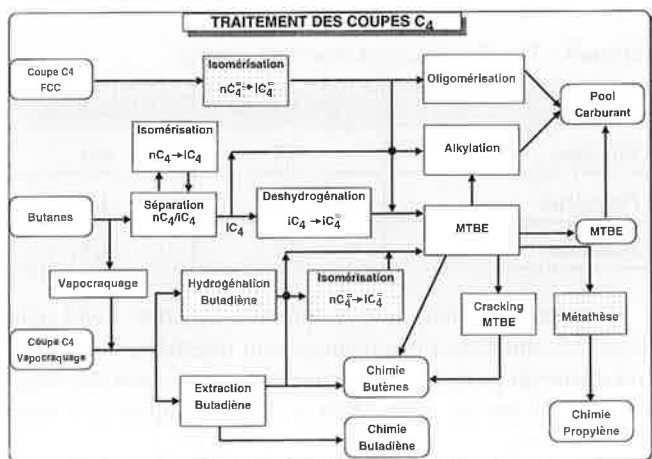 TRAITEMENT DES COUPES C4
Coupe C4
FCC
Isomérisation
nC4=→iC4=
Oligomérisation
Pool
Carburant
Isomérisation
nC4→iC4
Alkylation
Butanes
Séparation
nC4/iC4
iC4
Deshydrogénation
iC4→iC4=
MTBE
MTBE
Vapocraquage
Hydrogénation
Butadiène
Isomérisation
nC4=→iC4=
Cracking
MTBE
Métathèse
Coupe C4
Vapocraquage
Extraction
Butadiène
Chimie
Butènes
Chimie
Butadiène
Chimie
Propylène